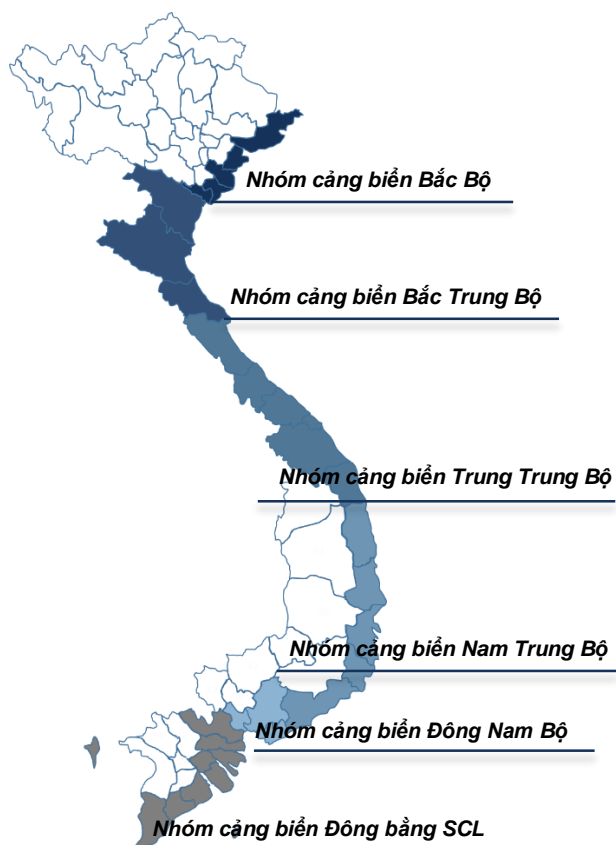 Nhóm cảng biển Bắc Bộ
Nhóm cảng biển Bắc Trung Bộ
Nhóm cảng biển Trung Trung Bộ
Nhóm cảng biển Nam Trung Bộ
Nhóm cảng biển Đông Nam Bộ
Nhóm cảng biển Đông bằng SCL